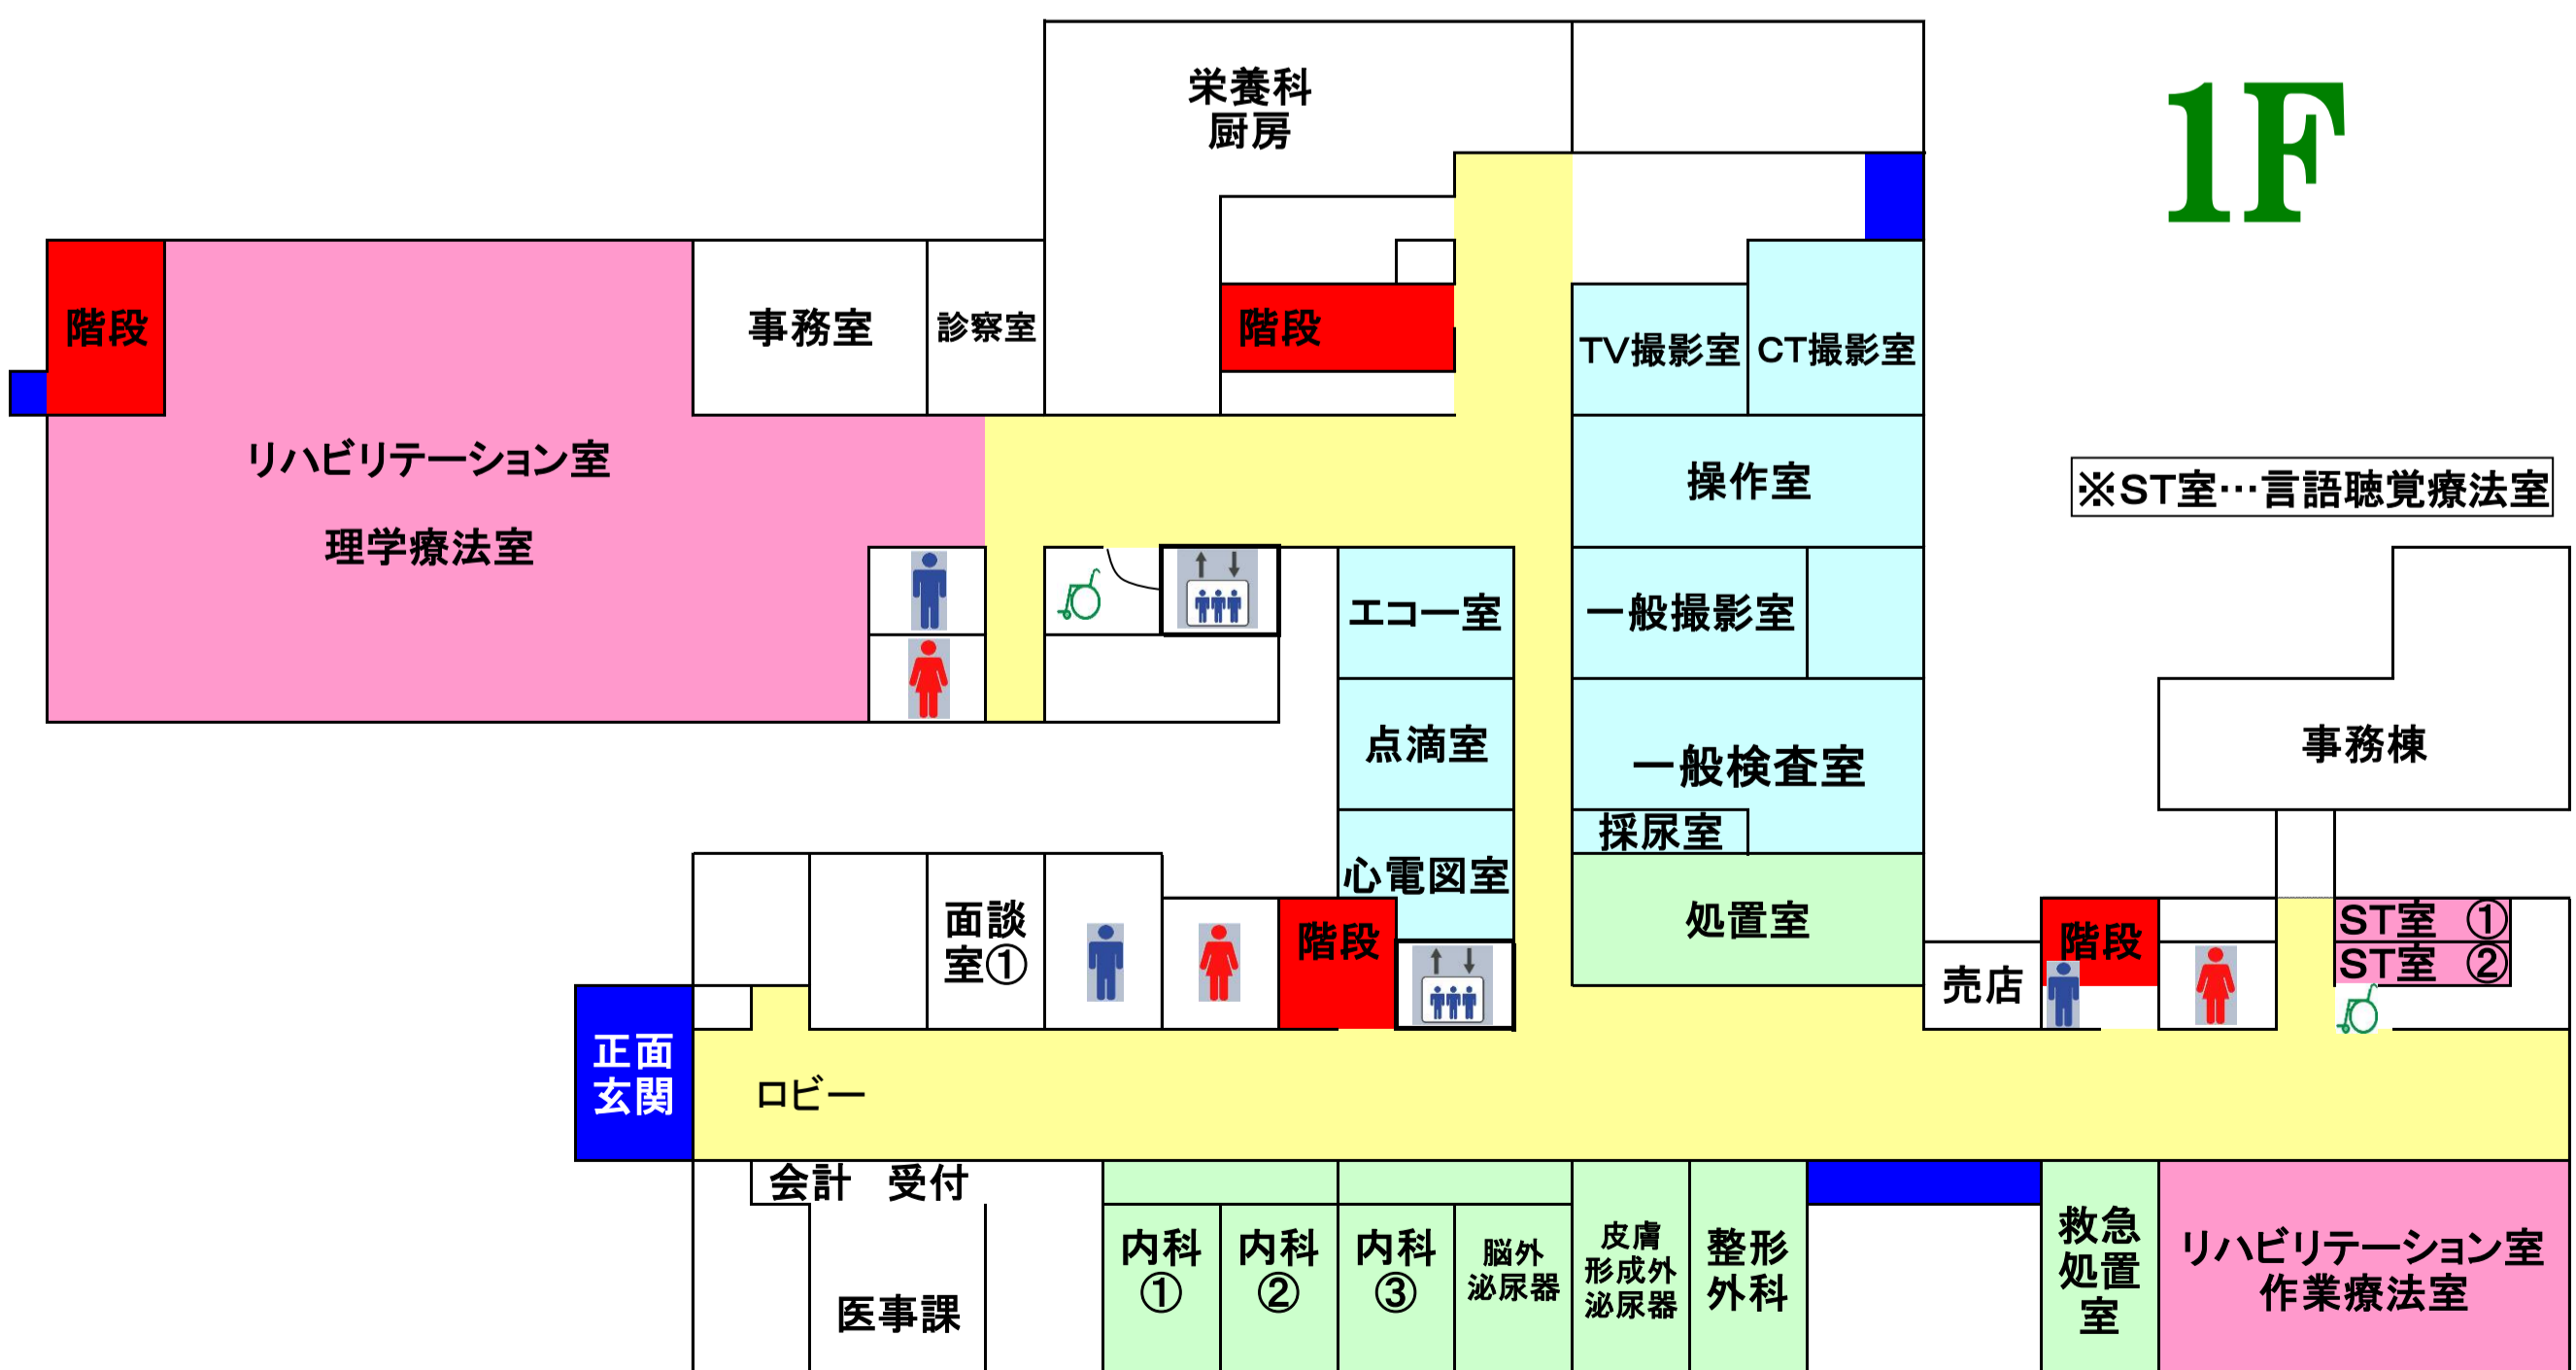 1F
栄養科
厨房
階段
事務室
診察室
階段
TV撮影室
CT撮影室
リハビリテーション室
理学療法室
操作室
※ST室…言語聴覚療法室
エコー室
一般撮影室
点滴室
一般検査室
事務棟
採尿室
心電図室
面談
室①
階段
処置室
売店
階段
ST室 ①
ST室 ②
正面
玄関
ロビー
会計 受付
医事課
内科
①
内科
②
内科
③
脳外
泌尿器
皮膚
形成外
泌尿器
整形
外科
救急
処置
室
リハビリテーション室
作業療法室